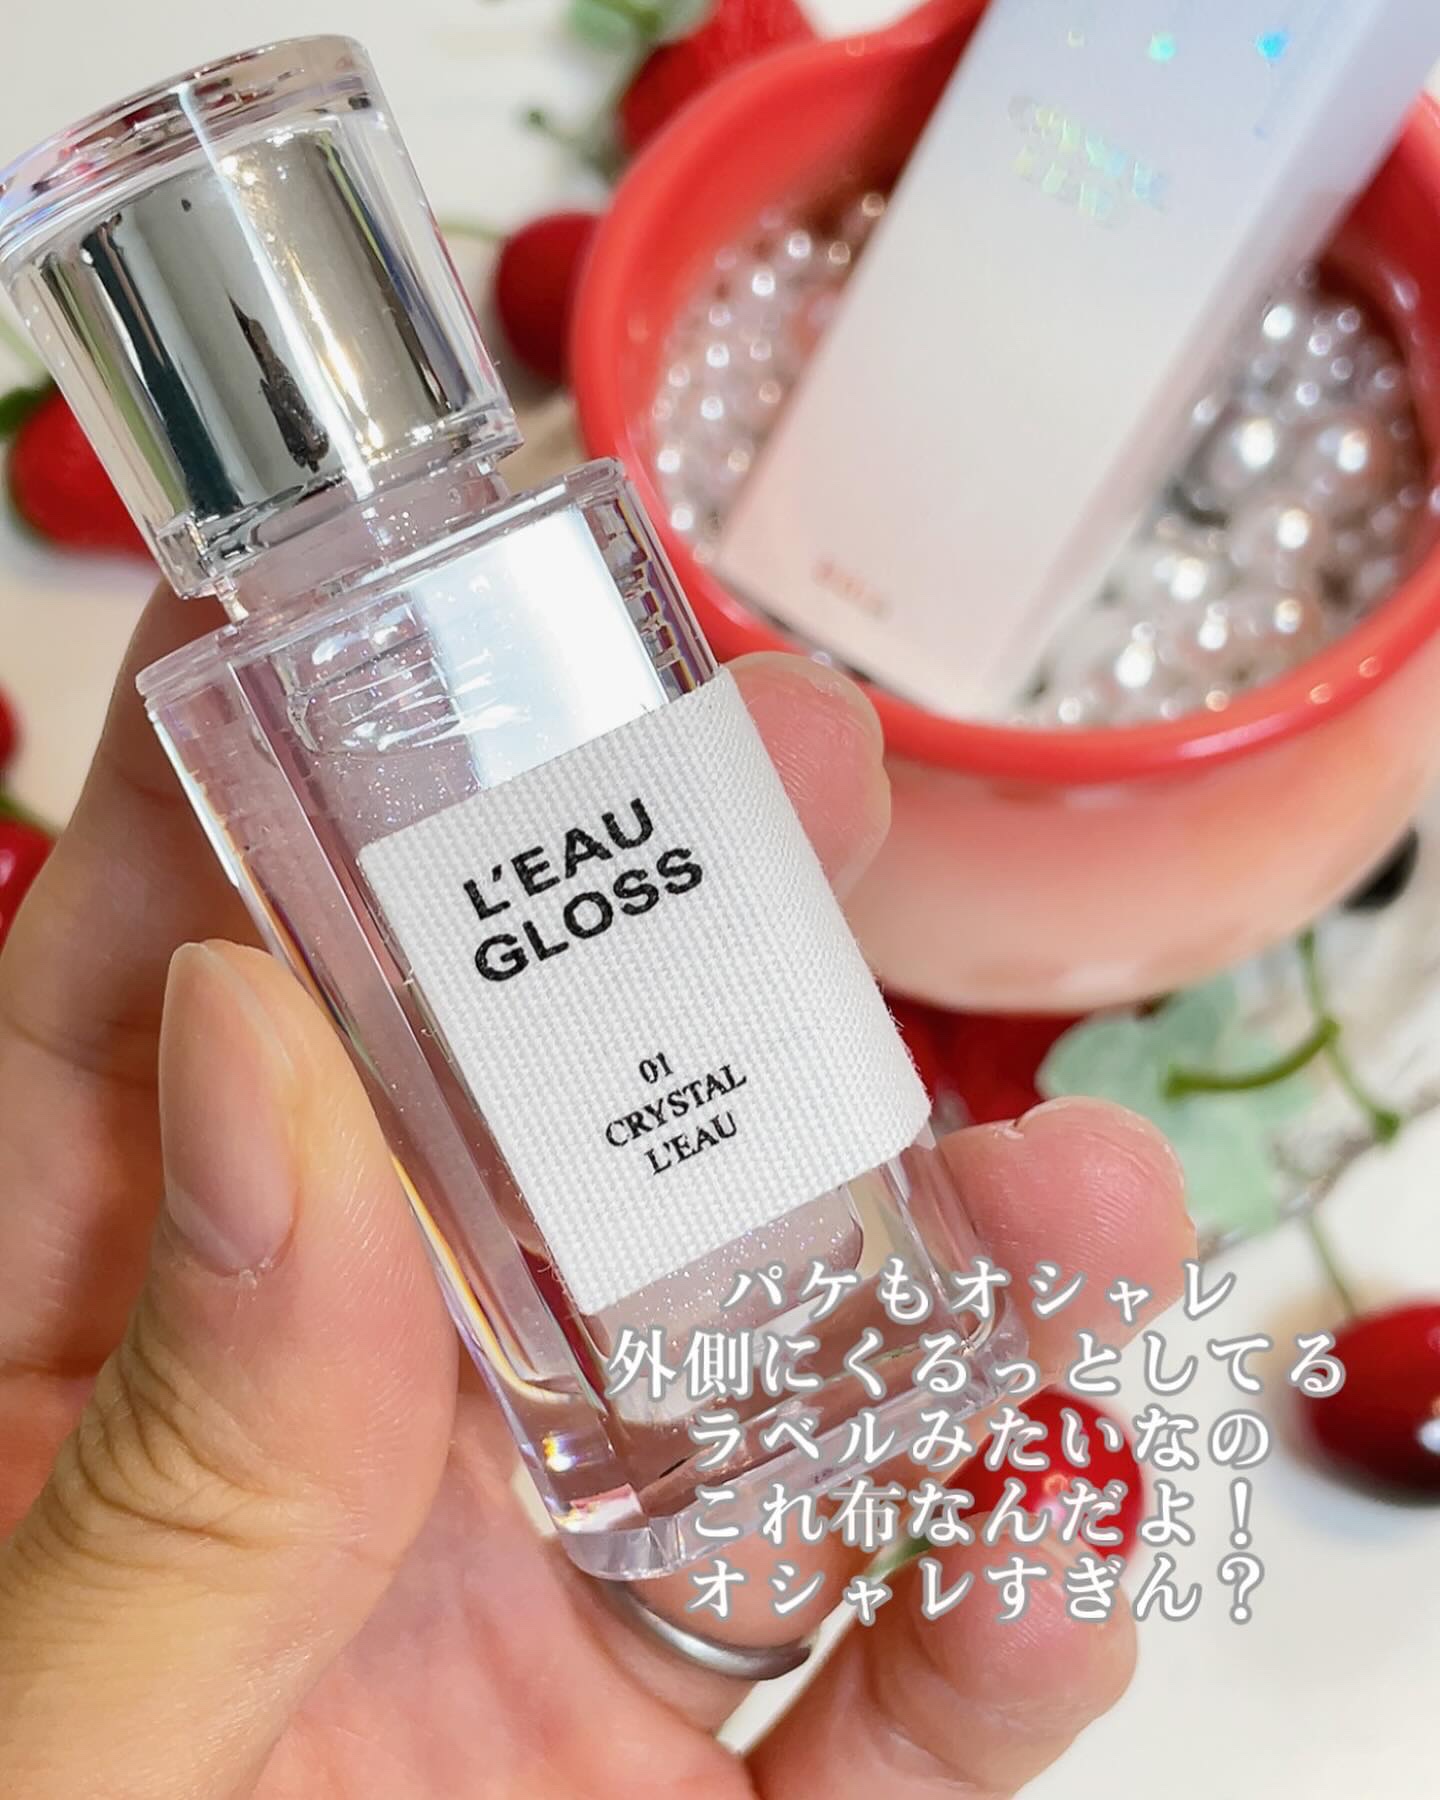 L'EAU
GLOSS
01
CRYSTAL
L'EAU
パケもオシャレ
外側にくるっとしてる
ラベルみたいなの
これ布なんだよ！
オシャレすぎん？